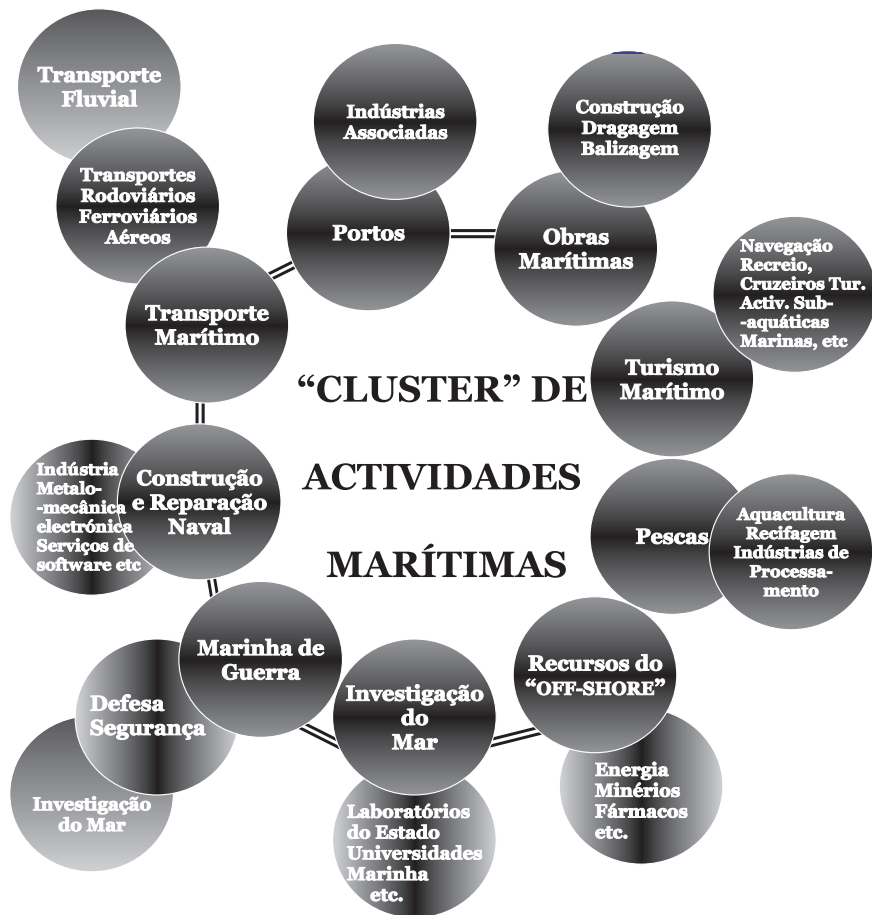 Transporte
Fluvial
Transportes
Rodoviários
Ferroviários
Aéreos
Transporte
Marítimo
Indústrias
Associadas
Portos
Construção
Dragagem
Balizagem
Obras
Marítimas
Navegação
Recreio,
Cruzeiros Tur.
Activ. Sub-
-aquáticas
Marinas, etc
Turismo
Marítimo
“CLUSTER” DE
ACTIVIDADES
MARÍTIMAS
Indústria
Metalo-
-mecânica
electrónica
Serviços de
software etc
Construção
e Reparação
Naval
Pescas
Aquacultura
Recifagem
Indústrias de
Processa-
mento
Marinha de
Guerra
Defesa
Segurança
Investigação
do Mar
Investigação
do
Mar
Laboratórios
do Estado
Universidades
Marinha
etc.
Recursos do
“OFF-SHORE”
Energia
Minérios
Fármacos
etc.